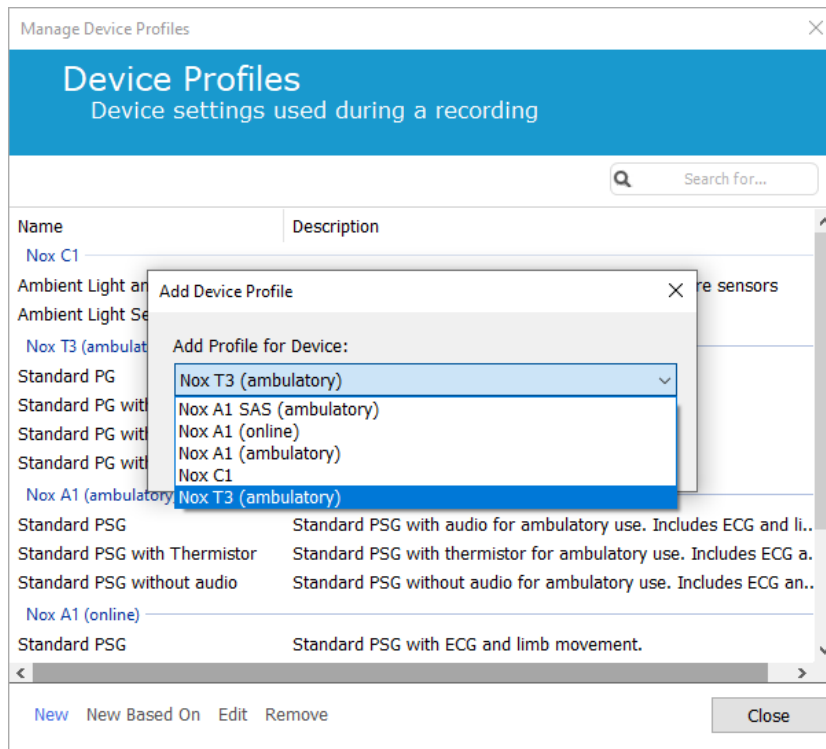 Manage Device Profiles
Device Profiles
Device settings used during a recording
Search for...
Name Description
Nox C1
Ambient Light an re sensors
Ambient Light Se
Nox T3 (ambulat
Standard PG
Standard PG with
Standard PG with
Standard PG with
Add Device Profile
Add Profile for Device:
Nox T3 (ambulatory)
Nox A1 SAS (ambulatory)
Nox A1 (online)
Nox A1 (ambulatory)
Nox C1
Nox T3 (ambulatory)
Nox A1 (ambulatory
Standard PSG Standard PSG with audio for ambulatory use. Includes ECG and li..
Standard PSG with Thermistor Standard PSG with thermistor for ambulatory use. Includes ECG a.
Standard PSG without audio Standard PSG without audio for ambulatory use. Includes ECG an..
Nox A1 (online)
Standard PSG Standard PSG with ECG and limb movement.
New New Based On Edit Remove Close